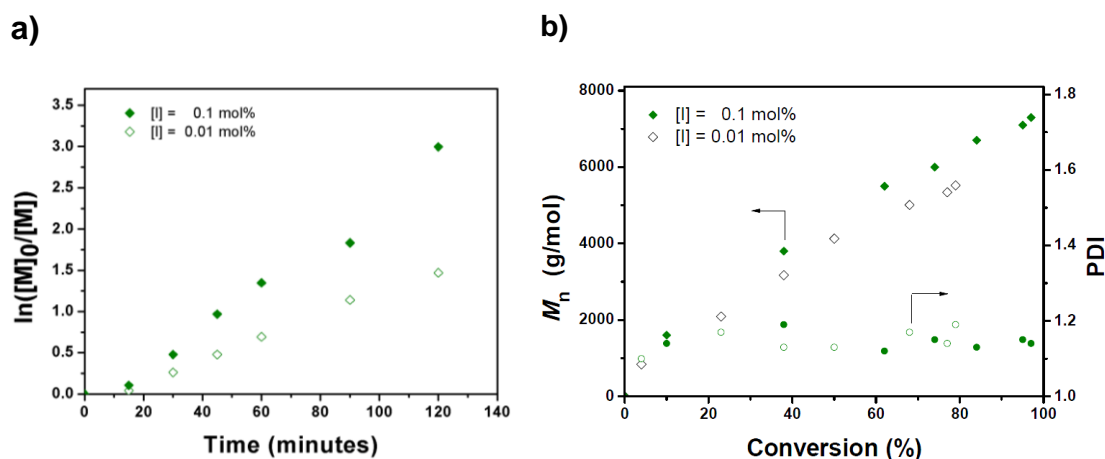 a)
ln([M]0/[M])
3.5
3.0
2.5
2.0
1.5
1.0
0.5
0.0
[I] = 0.1 mol%
[I] = 0.01 mol%
0 20 40 60 80 100 120 140
Time (minutes)
b)
Mn (g/mol)
8000
6000
4000
2000
0
[I] = 0.1 mol%
[I] = 0.01 mol%
1.8
1.6
1.4
1.2
1.0
PDI
0 20 40 60 80 100
Conversion (%)